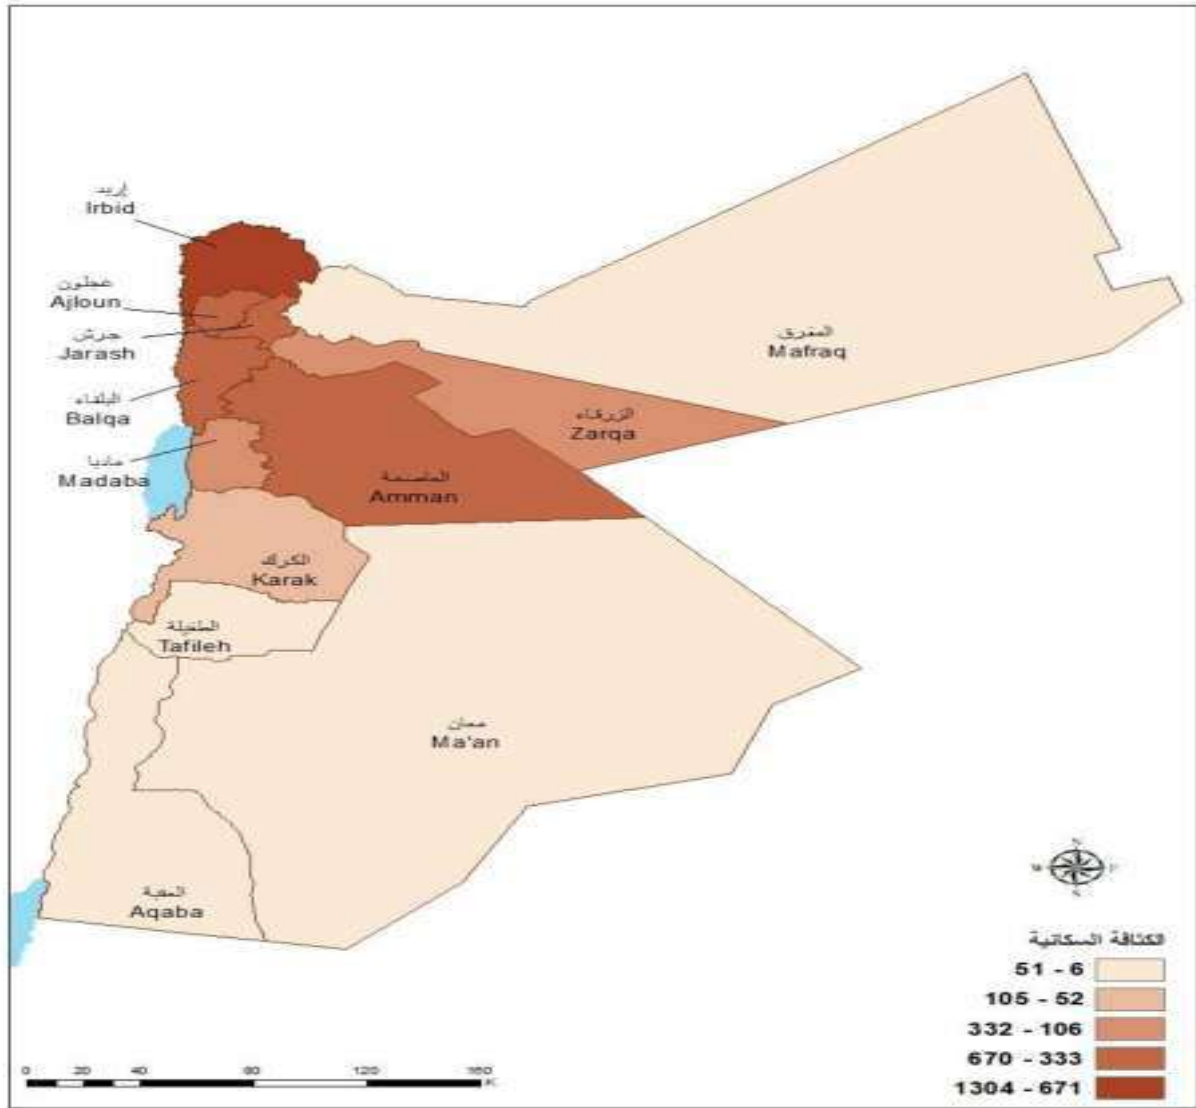 إربد
Irbid
عجلون
Ajloun
جرش
Jarash
البلقاء
Balqa
مادبا
Madaba
المفرق
Mafraq
الزرقاء
Zarqa
العاصمة
Amman
الكرك
Karak
الطفيلة
Tafileh
معان
Ma'an
العقبة
Aqaba
N
الكثافة السكانية
51 - 6
105 - 52
332 - 106
670 - 333
1304 - 671
0 20 40 80 120 160